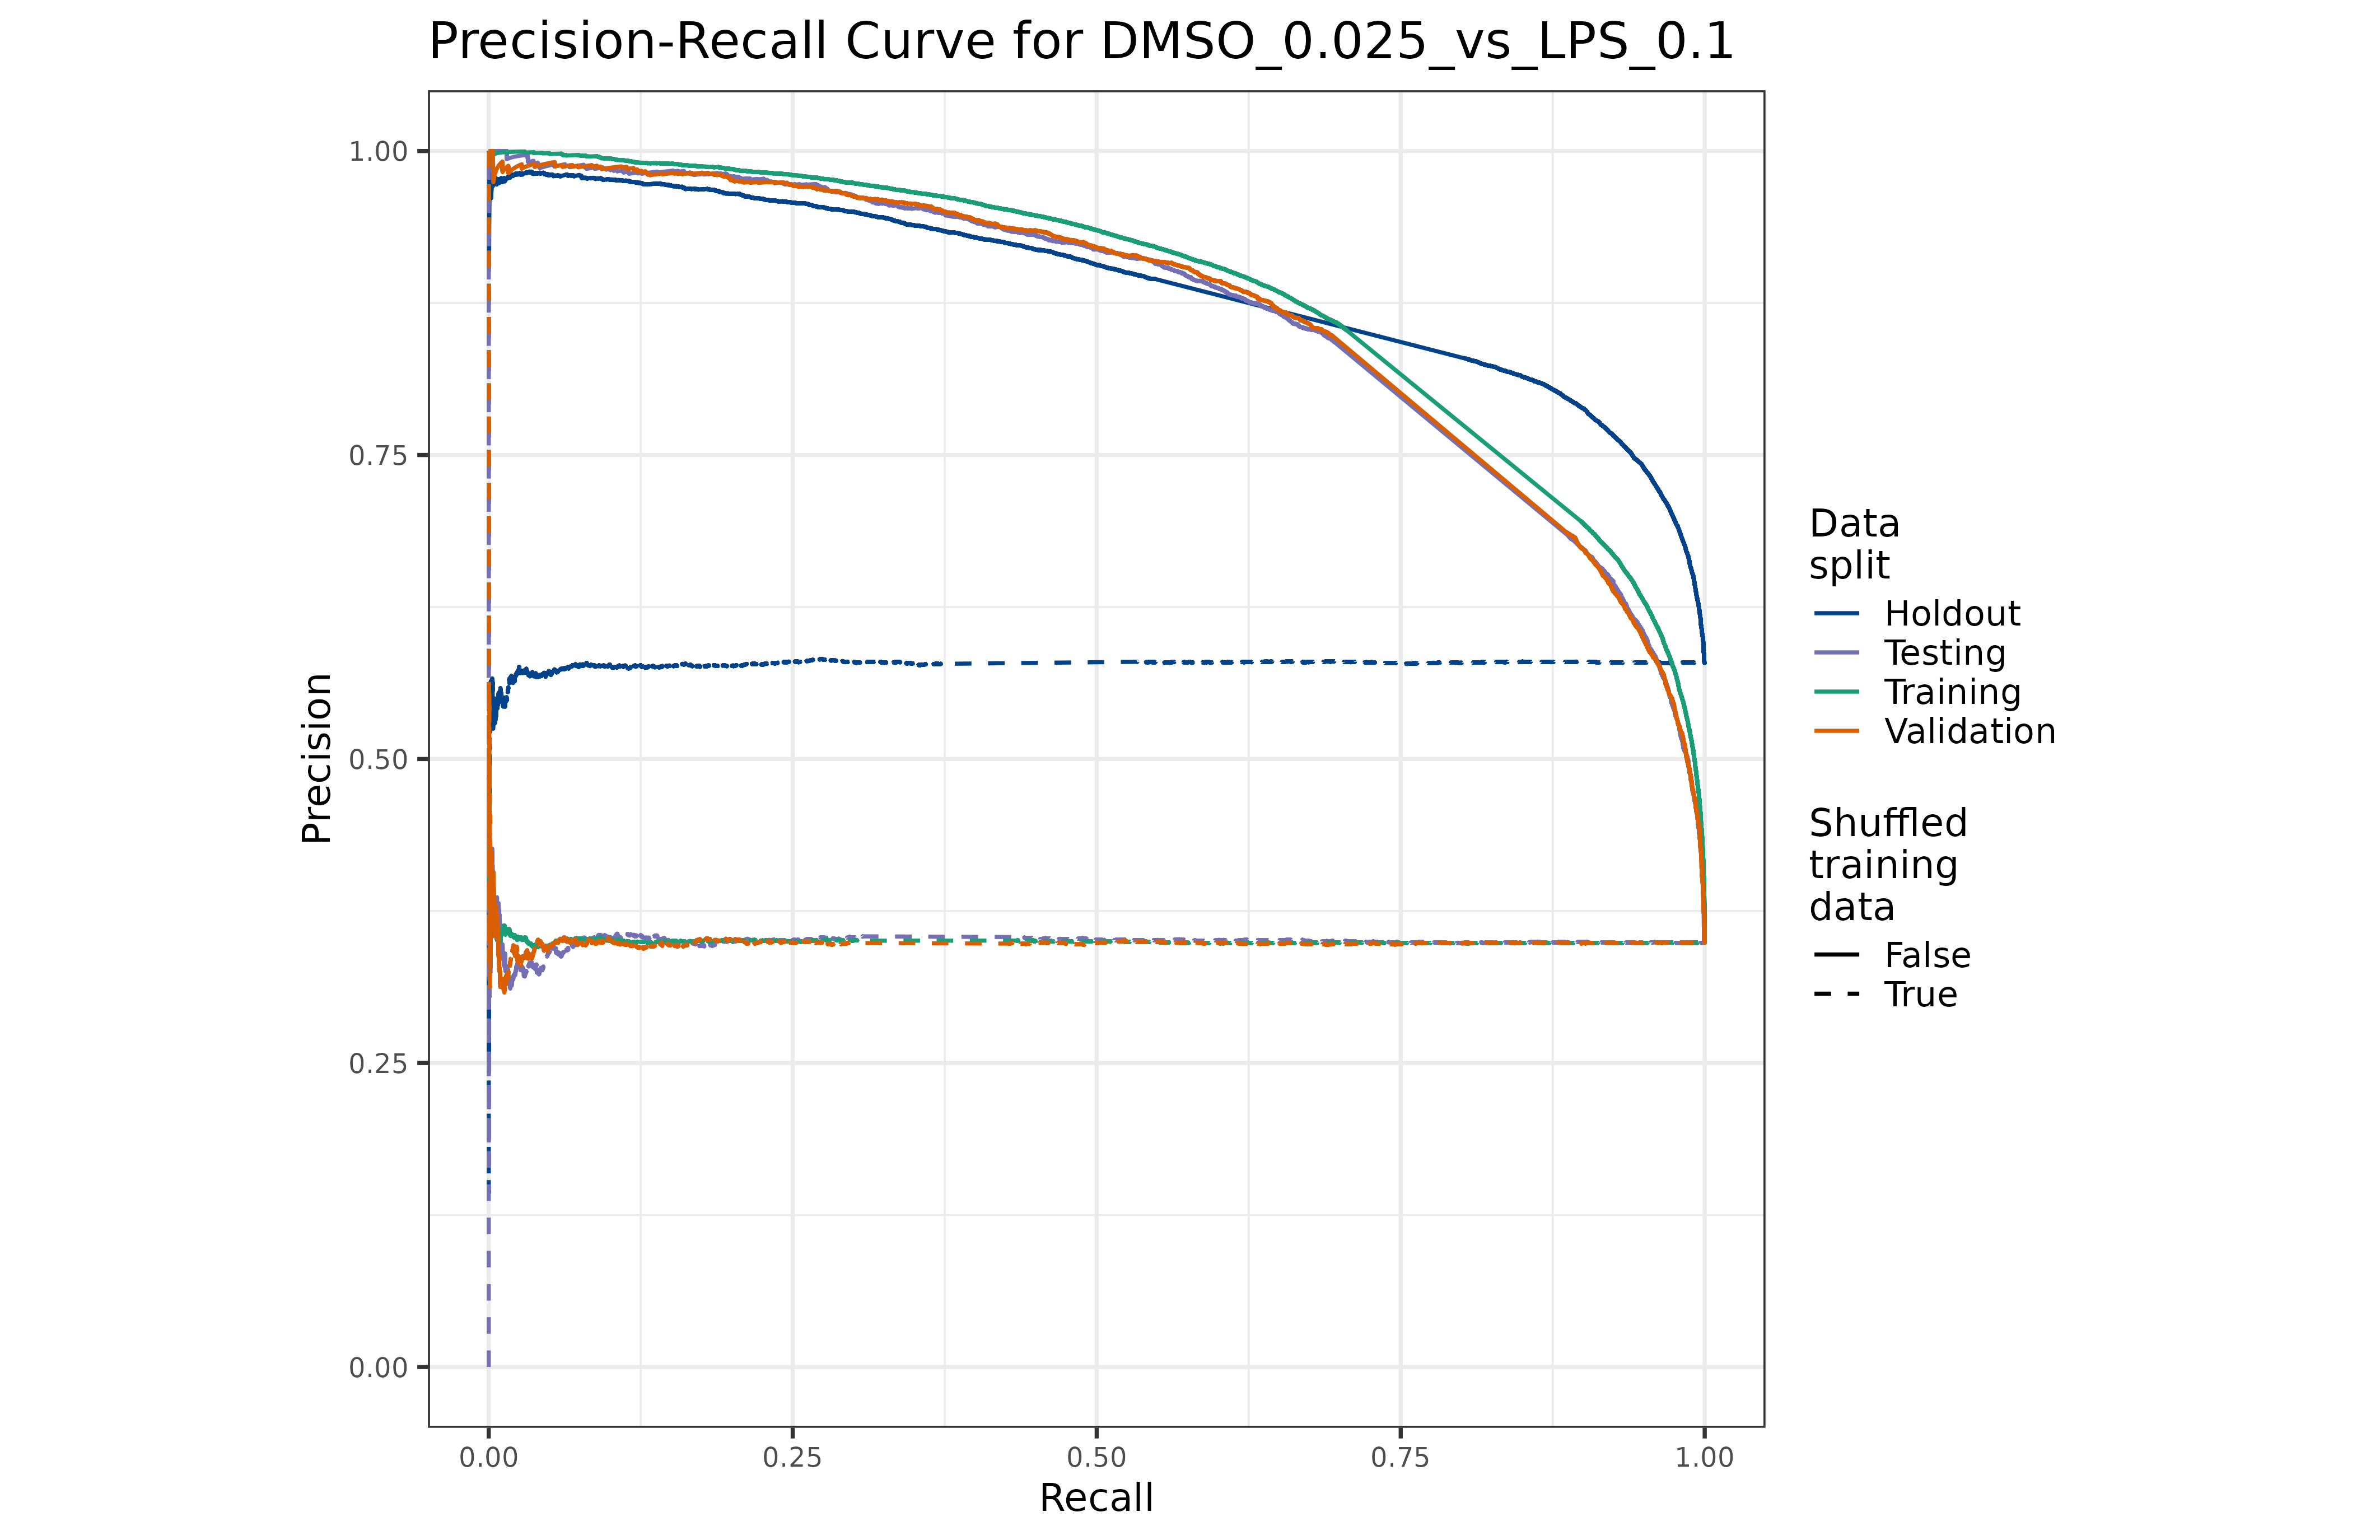 Precision-Recall Curve for DMSO_0.025_vs_LPS_0.1
1.00
0.75
0.50
0.25
0.00
Precision
0.00
0.25
0.50
0.75
1.00
Recall
Data
split
Holdout
Testing
Training
Validation
Shuffled
training
data
False
True